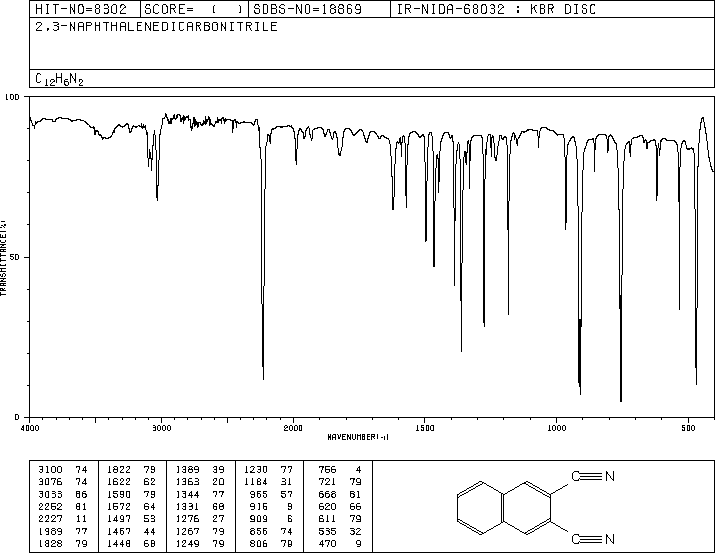 HIT-NO=8302 SCORE= ( ) SDBS-NO=18869 IR-NIDA-68032 : KBR DISC
2,3-NAPHTHALENEDICARBONITRILE
C12H6N2
100
50
0
TRANSMITTANCE(%)
4000 3000 2000 1500 1000 500
WAVENUMBER(-1)
3100 74 1822 79 1389 39 1230 77 756 4
3076 74 1622 62 1363 20 1184 31 721 79
3033 66 1590 79 1344 77 965 57 668 81
2252 81 1572 64 1331 68 916 9 620 66
2227 11 1497 53 1276 27 909 6 611 79
1989 77 1467 44 1267 79 856 74 535 32
1828 79 1448 68 1249 79 806 79 470 9
C≡N
C≡N